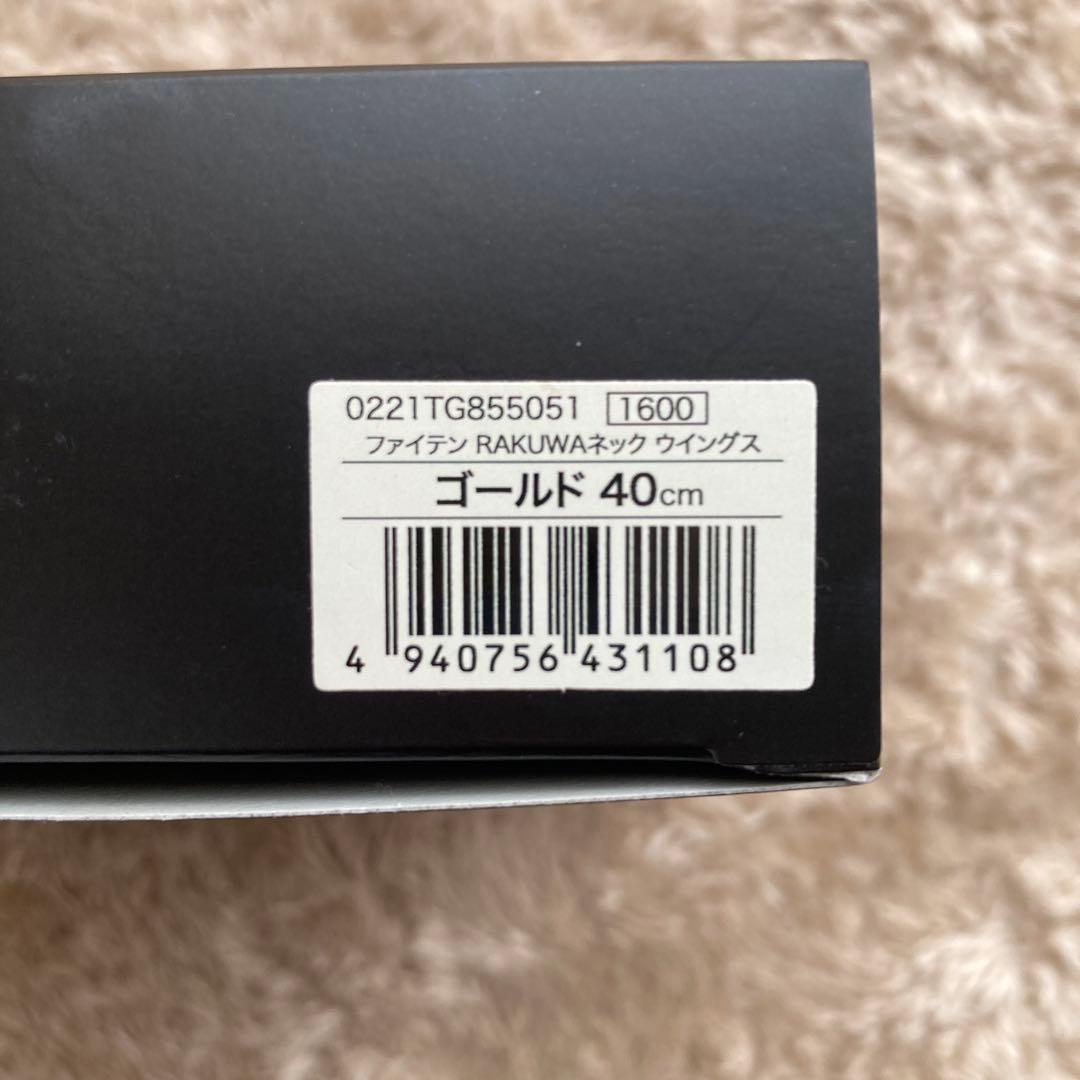 0221TG855051 1600
ファイテン RAKUWAネック ウイングス
ゴールド 40cm
4 940756 431108